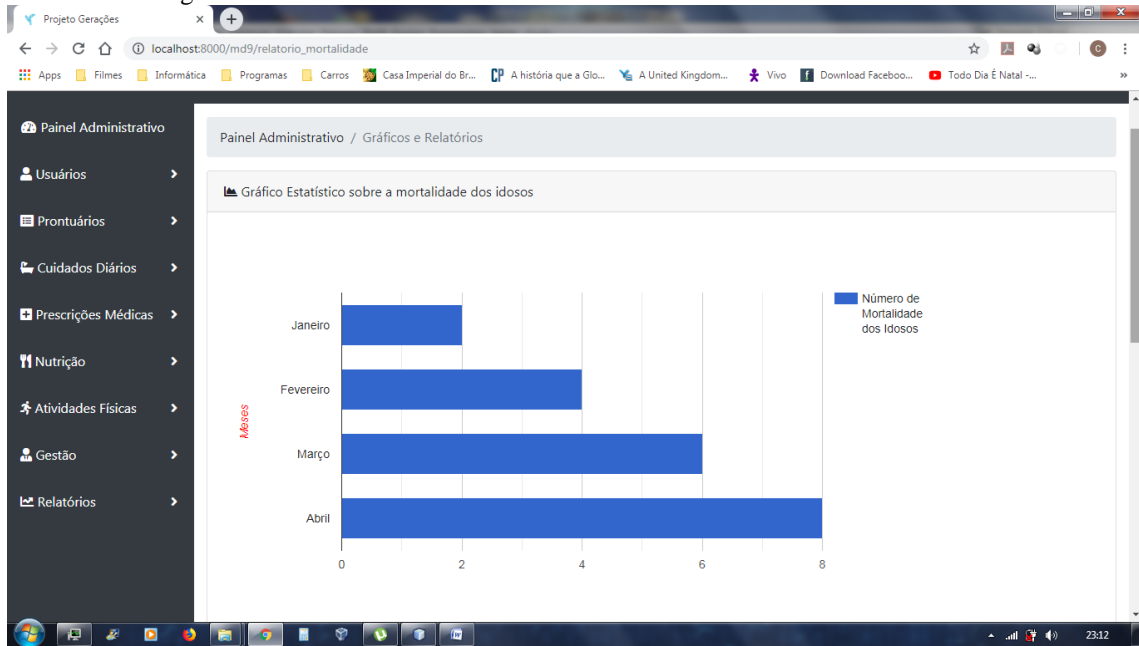 Projeto Gerações
localhost:8000/md9/relatorio_mortalidade
Apps Filmes Informática Programas Carros Casa Imperial do Br... A história que a Glo... A United Kingdom... Vivo Download Faceboo... Todo Dia É Natal -...
Painel Administrativo
Usuários
Prontuários
Cuidados Diários
Prescrições Médicas
Nutrição
Atividades Físicas
Gestão
Relatórios
Painel Administrativo / Gráficos e Relatórios
Gráfico Estatístico sobre a mortalidade dos idosos
Meses
Janeiro
Fevereiro
Março
Abril
0 2 4 6 8
Número de
Mortalidade
dos Idosos
23:12